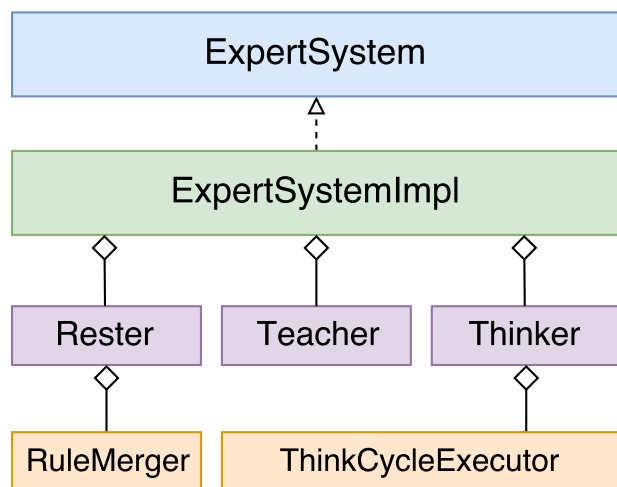 ExpertSystem
ExpertSystemImpl
Rester
Teacher
Thinker
RuleMerger
ThinkCycleExecutor